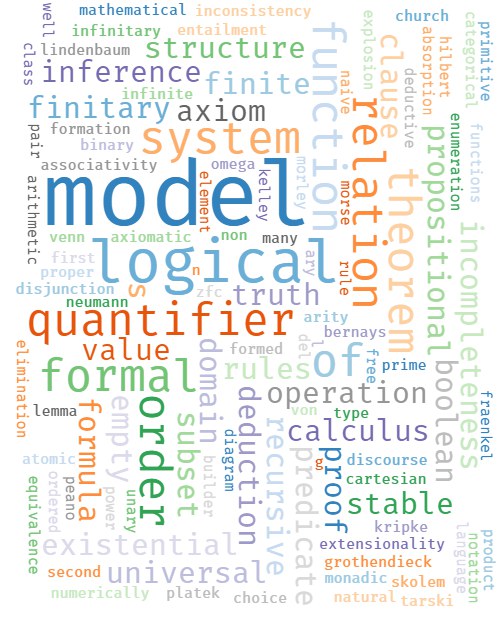 well
mathematical
inconsistency
infinitary
entailment
explosion
church
hilbert
primitive
categorical
class
lindenbaum
structure
function
clause
absorption
inference
finite
naive
deductive
infinite
finitary
axiom
relation
pair
formation
system
propositional
enumeration
functions
binary
associativity
omega
kelley
morley
theorem
arithmetic
model
element
morse
venn
axiomatic
non
many
incompleteness
first
logical
ary
rule
proper
disjunction
s
n
zfc
truth
neumann
arity
quantifier
bernays
elimination
value
domain
formed
del
l
of
free
prime
formal
rules
boolean
operation
lemma
formula
empty
order
subset
deduction
recursive
von
type
fraenkel
calculus
atomic
ordered
peano
power
unary
builder
diagram
predicate
g
proof
discourse
cartesian
stable
equivalence
kripke
existential
extensionality
language
notation
product
second
universal
grothendieck
monadic
skolem
numerically
platek
choice
natural
tarski